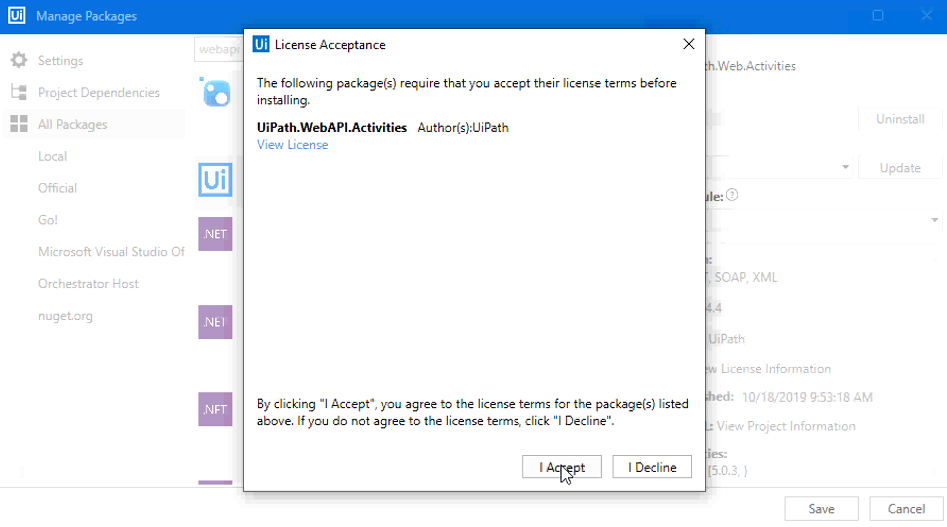 Ui Manage Packages
Settings
Project Dependencies
All Packages
Local
Official
Go!
Microsoft Visual Studio Of
Orchestrator Host
nuget.org
webapi
Ui
.NET
.NET
.NET
Ui License Acceptance
The following package(s) require that you accept their license terms before
installing.
UiPath.WebAPI.Activities Author(s):UiPath
View License
By clicking "I Accept", you agree to the license terms for the package(s) listed
above. If you do not agree to the license terms, click "I Decline".
I Accept
I Decline
th.Web.Activities
Uninstall
Update
ule: ?
T, SOAP, XML
4.4
UiPath
ew License Information
shed: 10/18/2019 9:53:18 AM
L: View Project Information
cies:
[5.0.3, )
Save
Cancel